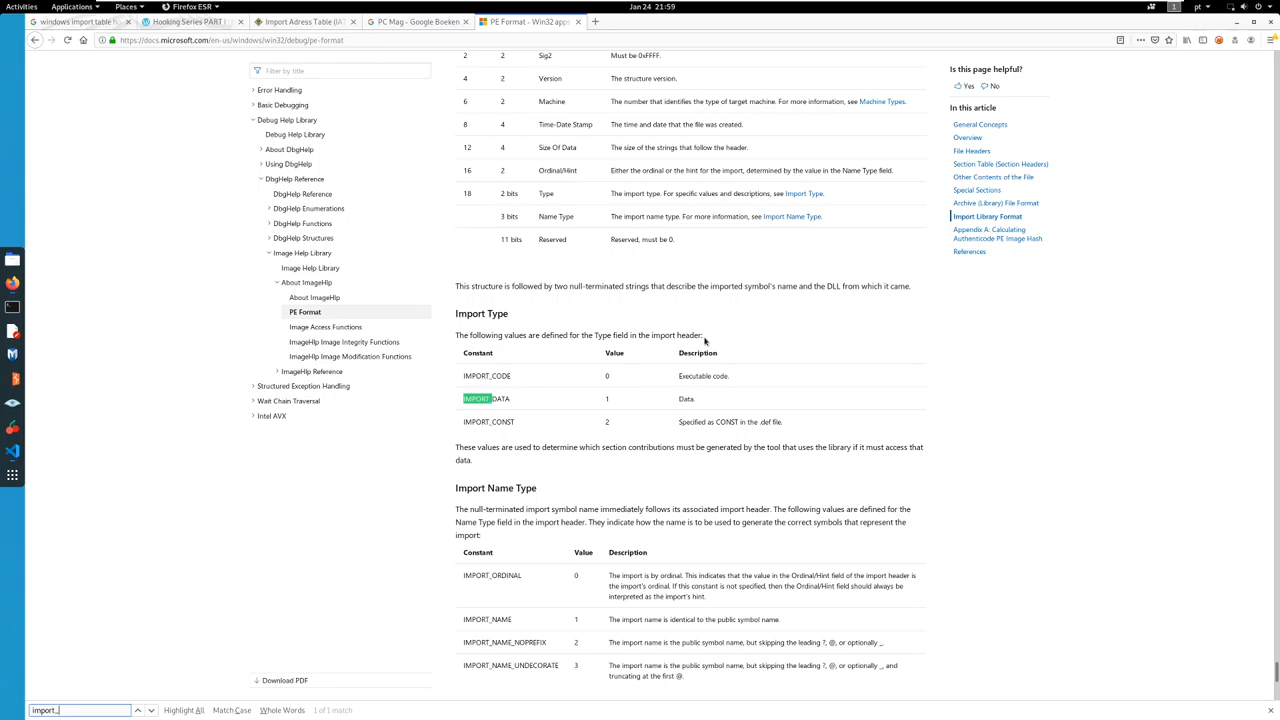 Activities Applications Places Firefox ESR Jan 24 21:59 1 pt
windows import table h Hooking Series PART I Import Adress Table (IAT PC Mag - Google Boeken PE Format - Win32 apps
https://docs.microsoft.com/en-us/windows/win32/debug/pe-format
Filter by title
Error Handling
Basic Debugging
Debug Help Library
Debug Help Library
About DbgHelp
Using DbgHelp
DbgHelp Reference
DbgHelp Reference
DbgHelp Enumerations
DbgHelp Functions
DbgHelp Structures
Image Help Library
Image Help Library
About ImageHlp
About ImageHlp
PE Format
Image Access Functions
ImageHlp Image Integrity Functions
ImageHlp Image Modification Functions
ImageHlp Reference
Structured Exception Handling
Wait Chain Traversal
Intel AVX
Download PDF
2 2 Sig2 Must be 0xFFFF.
4 2 Version The structure version.
6 2 Machine The number that identifies the type of target machine. For more information, see Machine Types.
8 4 Time-Date Stamp The time and date that the file was created.
12 4 Size Of Data The size of the strings that follow the header.
16 2 Ordinal/Hint Either the ordinal or the hint for the import, determined by the value in the Name Type field.
18 2 bits Type The import type. For specific values and descriptions, see Import Type.
3 bits Name Type The import name type. For more information, see Import Name Type.
11 bits Reserved Reserved, must be 0.
This structure is followed by two null-terminated strings that describe the imported symbol's name and the DLL from which it came.
Import Type
The following values are defined for the Type field in the import header:
Constant Value Description
IMPORT_CODE 0 Executable code.
IMPORT_DATA 1 Data.
IMPORT_CONST 2 Specified as CONST in the .def file.
These values are used to determine which section contributions must be generated by the tool that uses the library if it must access that
data.
Import Name Type
The null-terminated import symbol name immediately follows its associated import header. The following values are defined for the
Name Type field in the import header. They indicate how the name is to be used to generate the correct symbols that represent the
import:
Constant Value Description
IMPORT_ORDINAL 0 The import is by ordinal. This indicates that the value in the Ordinal/Hint field of the import header is
the import's ordinal. If this constant is not specified, then the Ordinal/Hint field should always be
interpreted as the import's hint.
IMPORT_NAME 1 The import name is identical to the public symbol name.
IMPORT_NAME_NOPREFIX 2 The import name is the public symbol name, but skipping the leading ?, @, or optionally _.
IMPORT_NAME_UNDECORATE 3 The import name is the public symbol name, but skipping the leading ?, @, or optionally _, and
truncating at the first @.
Is this page helpful?
Yes No
In this article
General Concepts
Overview
File Headers
Section Table (Section Headers)
Other Contents of the File
Special Sections
Archive (Library) File Format
Import Library Format
Appendix A: Calculating
Authenticode PE Image Hash
References
import_ Highlight All Match Case Whole Words 1 of 1 match